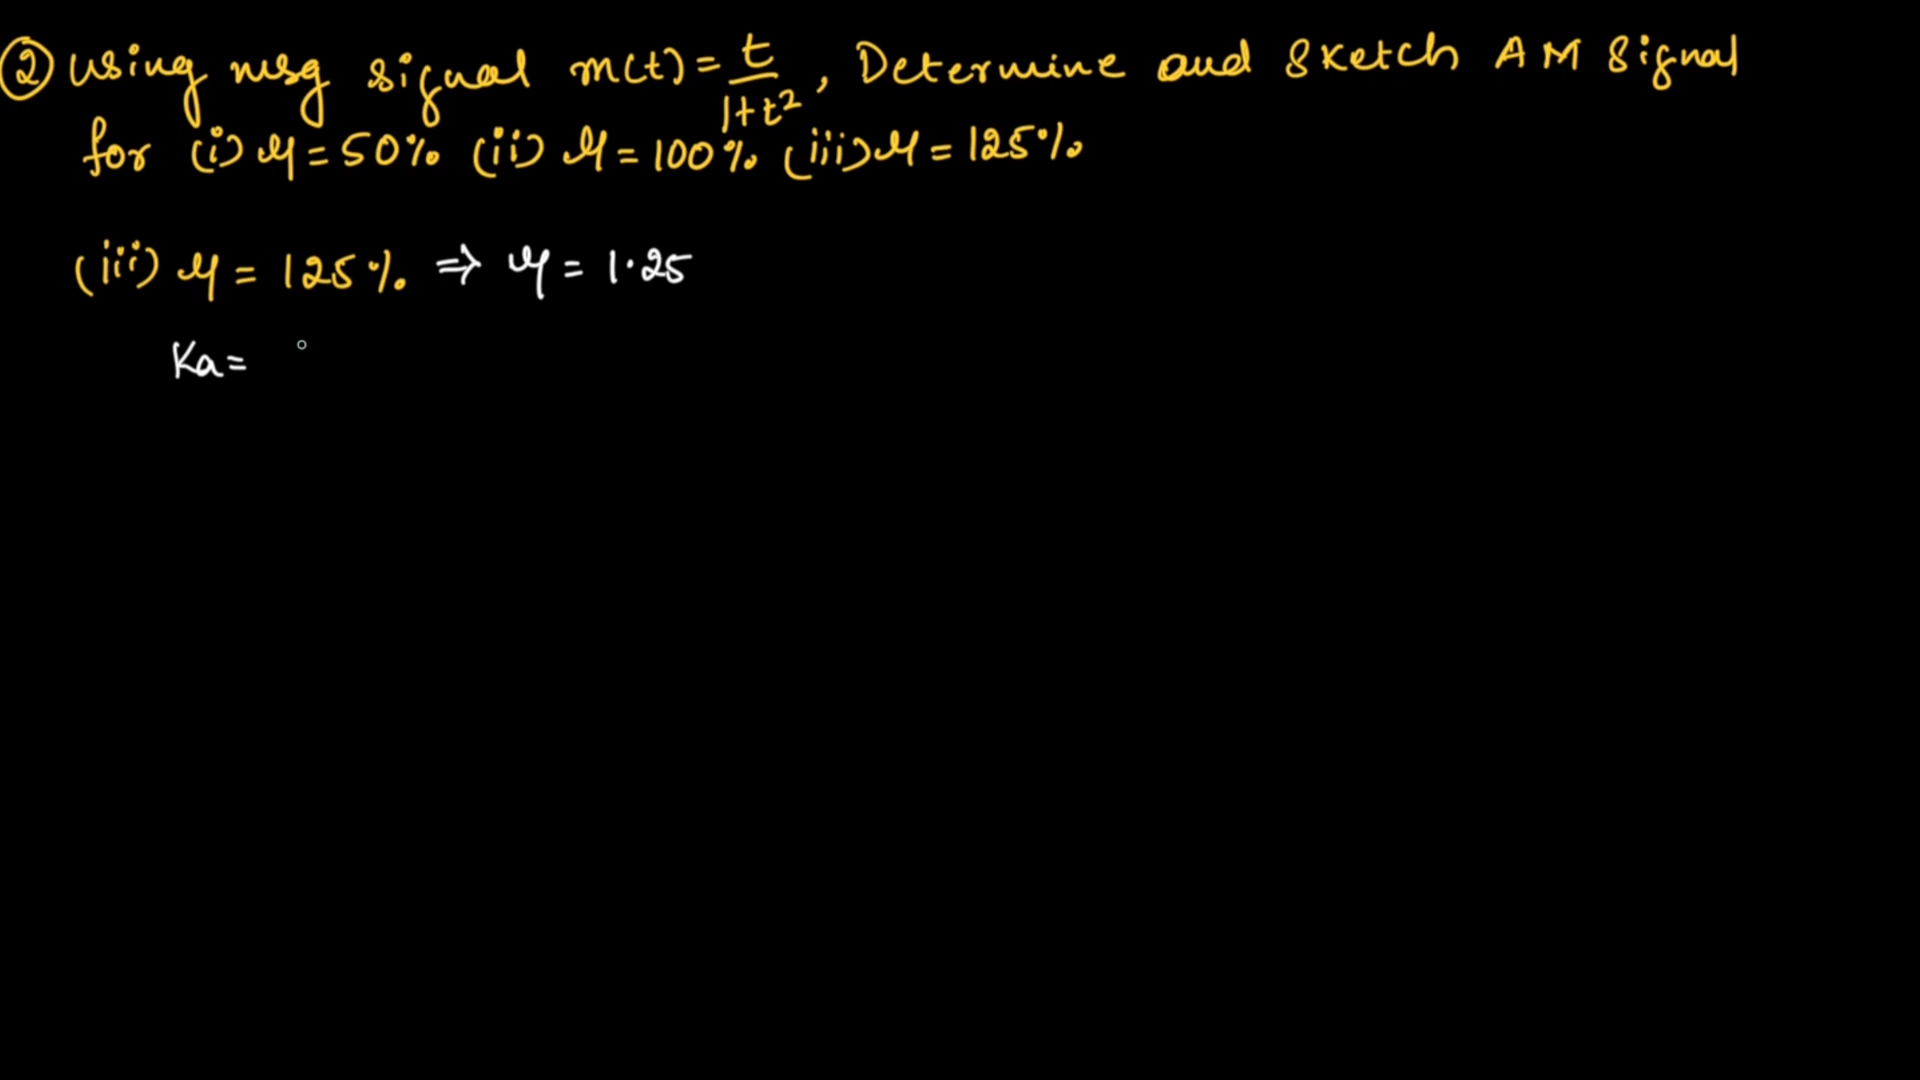 ② Using msg signal m(t) = t/(1+t²), Determine and Sketch AM Signal
for (i) μ = 50% (ii) μ = 100% (iii) μ = 125%
(iii) μ = 125% ⇒ μ = 1.25
Ka =